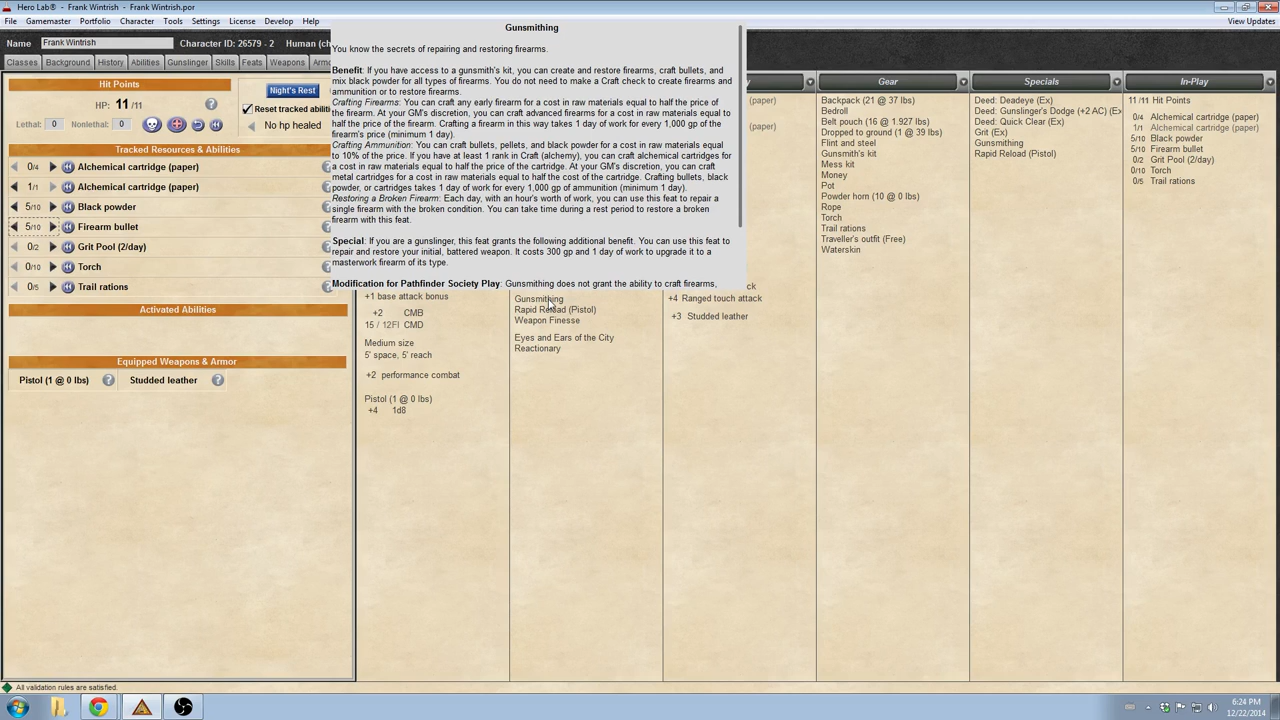 Hero Lab® - Frank Wintrish - Frank Wintrish.por
File Gamemaster Portfolio Character Tools Settings License Develop Help View Updates
Name Frank Wintrish Character ID: 26579 - 2 Human (ch
Classes Background History Abilities Gunslinger Skills Feats Weapons Armo
Hit Points
HP: 11 /11
Night's Rest
Reset tracked abiliti
No hp healed
Lethal: 0 Nonlethal: 0
Tracked Resources & Abilities
0/4 Alchemical cartridge (paper)
1/1 Alchemical cartridge (paper)
5/10 Black powder
5/10 Firearm bullet
0/2 Grit Pool (2/day)
0/10 Torch
0/5 Trail rations
Activated Abilities
Equipped Weapons & Armor
Pistol (1 @ 0 lbs) ? Studded leather ?
Gunsmithing
You know the secrets of repairing and restoring firearms.
Benefit: If you have access to a gunsmith's kit, you can create and restore firearms, craft bullets, and
mix black powder for all types of firearms. You do not need to make a Craft check to create firearms and
ammunition or to restore firearms.
Crafting Firearms: You can craft any early firearm for a cost in raw materials equal to half the price of
the firearm. At your GM's discretion, you can craft advanced firearms for a cost in raw materials equal to
half the price of the firearm. Crafting a firearm in this way takes 1 day of work for every 1,000 gp of the
firearm's price (minimum 1 day).
Crafting Ammunition: You can craft bullets, pellets, and black powder for a cost in raw materials equal
to 10% of the price. If you have at least 1 rank in Craft (alchemy), you can craft alchemical cartridges for
a cost in raw materials equal to half the price of the cartridge. At your GM's discretion, you can craft
metal cartridges for a cost in raw materials equal to half the cost of the cartridge. Crafting bullets, black
powder, or cartridges takes 1 day of work for every 1,000 gp of ammunition (minimum 1 day).
Restoring a Broken Firearm: Each day, with an hour's worth of work, you can use this feat to repair a
single firearm with the broken condition. You can take time during a rest period to restore a broken
firearm with this feat.
Special: If you are a gunslinger, this feat grants the following additional benefit. You can use this feat to
repair and restore your initial, battered weapon. It costs 300 gp and 1 day of work to upgrade it to a
masterwork firearm of its type.
Modification for Pathfinder Society Play: Gunsmithing does not grant the ability to craft firearms,
+1 base attack bonus
+2 CMB
15 / 12Fl CMD
Medium size
5' space, 5' reach
+2 performance combat
Pistol (1 @ 0 lbs)
+4 1d8
Gunsmithing
Rapid Reload (Pistol)
Weapon Finesse
Eyes and Ears of the City
Reactionary
(paper)
(paper)
ck
+4 Ranged touch attack
+3 Studded leather
Gear
Backpack (21 @ 37 lbs)
Bedroll
Belt pouch (16 @ 1.927 lbs)
Dropped to ground (1 @ 39 lbs)
Flint and steel
Gunsmith's kit
Mess kit
Money
Pot
Powder horn (10 @ 0 lbs)
Rope
Torch
Trail rations
Traveller's outfit (Free)
Waterskin
Specials
Deed: Deadeye (Ex)
Deed: Gunslinger's Dodge (+2 AC) (Ex
Deed: Quick Clear (Ex)
Grit (Ex)
Gunsmithing
Rapid Reload (Pistol)
In-Play
11/11 Hit Points
0/4 Alchemical cartridge (paper)
1/1 Alchemical cartridge (paper)
5/10 Black powder
5/10 Firearm bullet
0/2 Grit Pool (2/day)
0/10 Torch
0/5 Trail rations
All validation rules are satisfied.
6:24 PM
12/22/2014